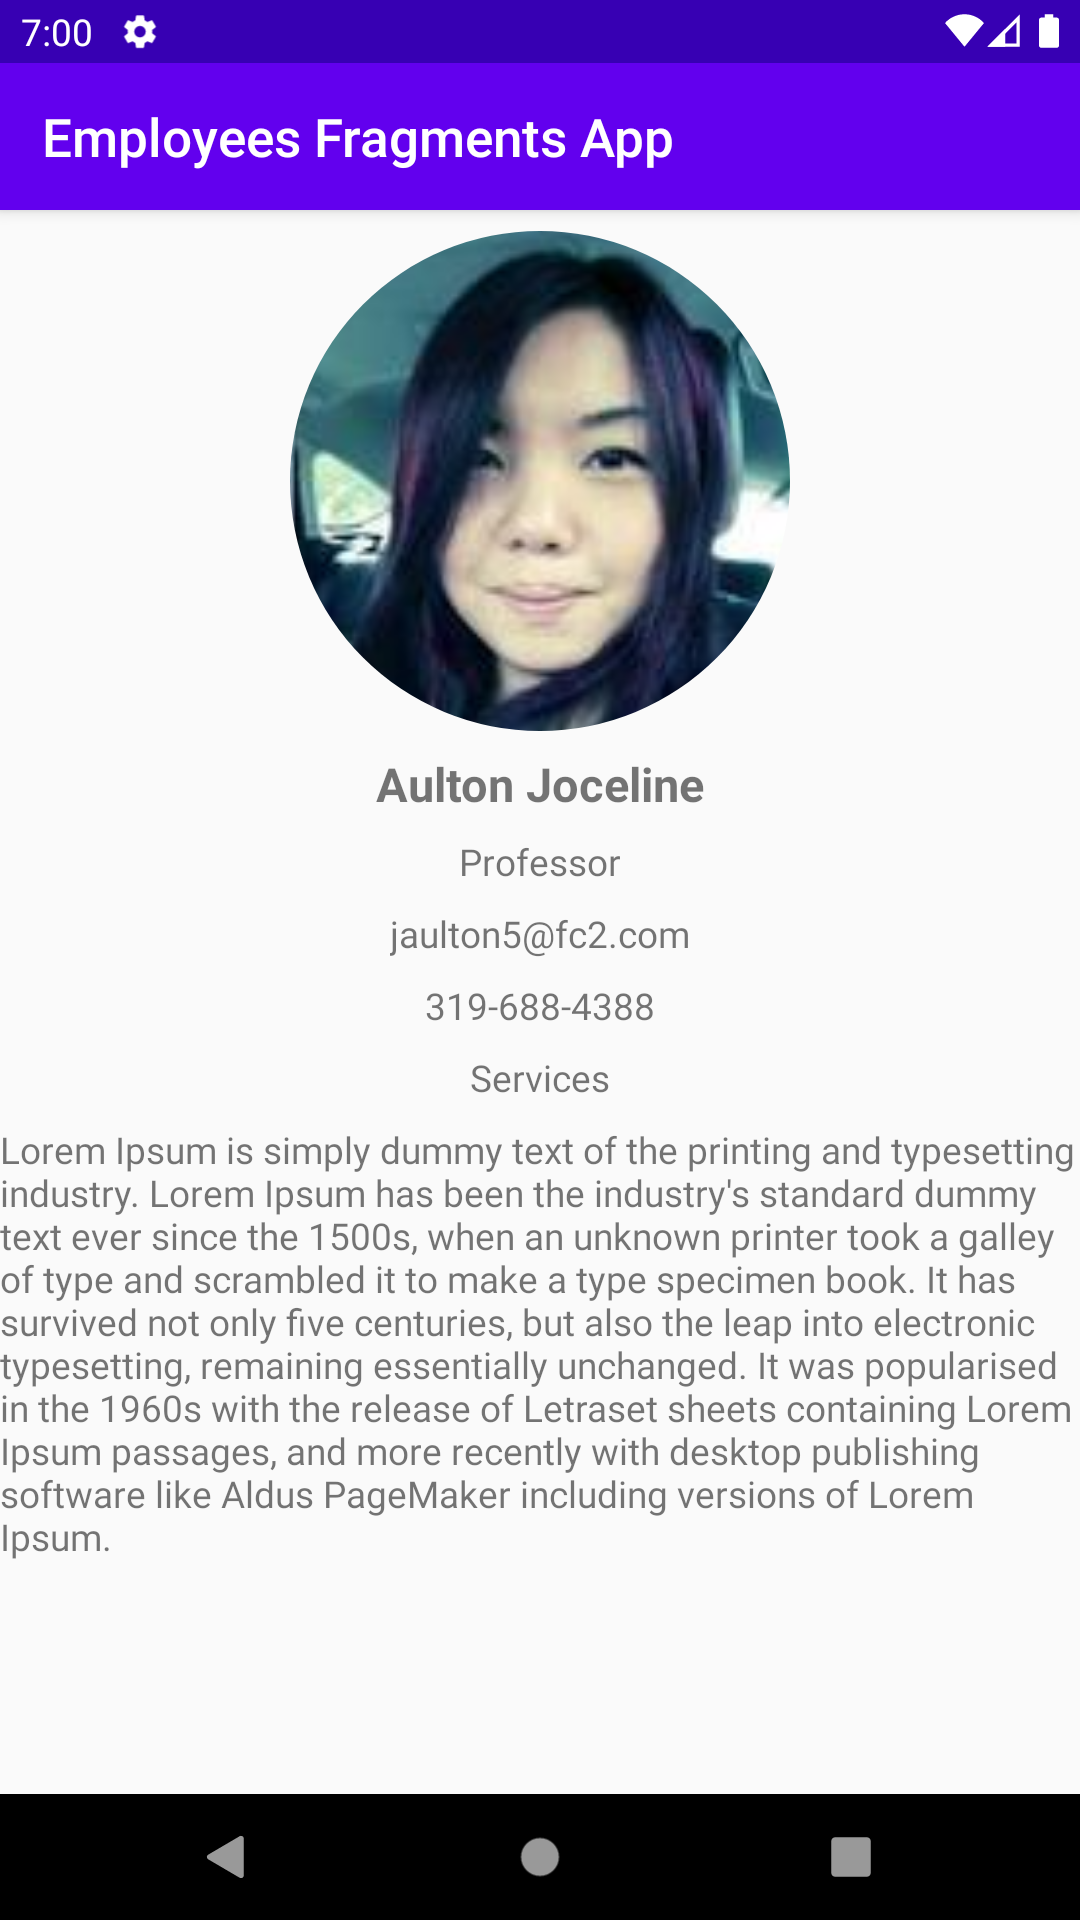 7:00
Employees Fragments App
Aulton Joceline
Professor
jaulton5@fc2.com
319-688-4388
Services
Lorem Ipsum is simply dummy text of the printing and typesetting
industry. Lorem Ipsum has been the industry's standard dummy
text ever since the 1500s, when an unknown printer took a galley
of type and scrambled it to make a type specimen book. It has
survived not only five centuries, but also the leap into electronic
typesetting, remaining essentially unchanged. It was popularised
in the 1960s with the release of Letraset sheets containing Lorem
Ipsum passages, and more recently with desktop publishing
software like Aldus PageMaker including versions of Lorem
Ipsum.